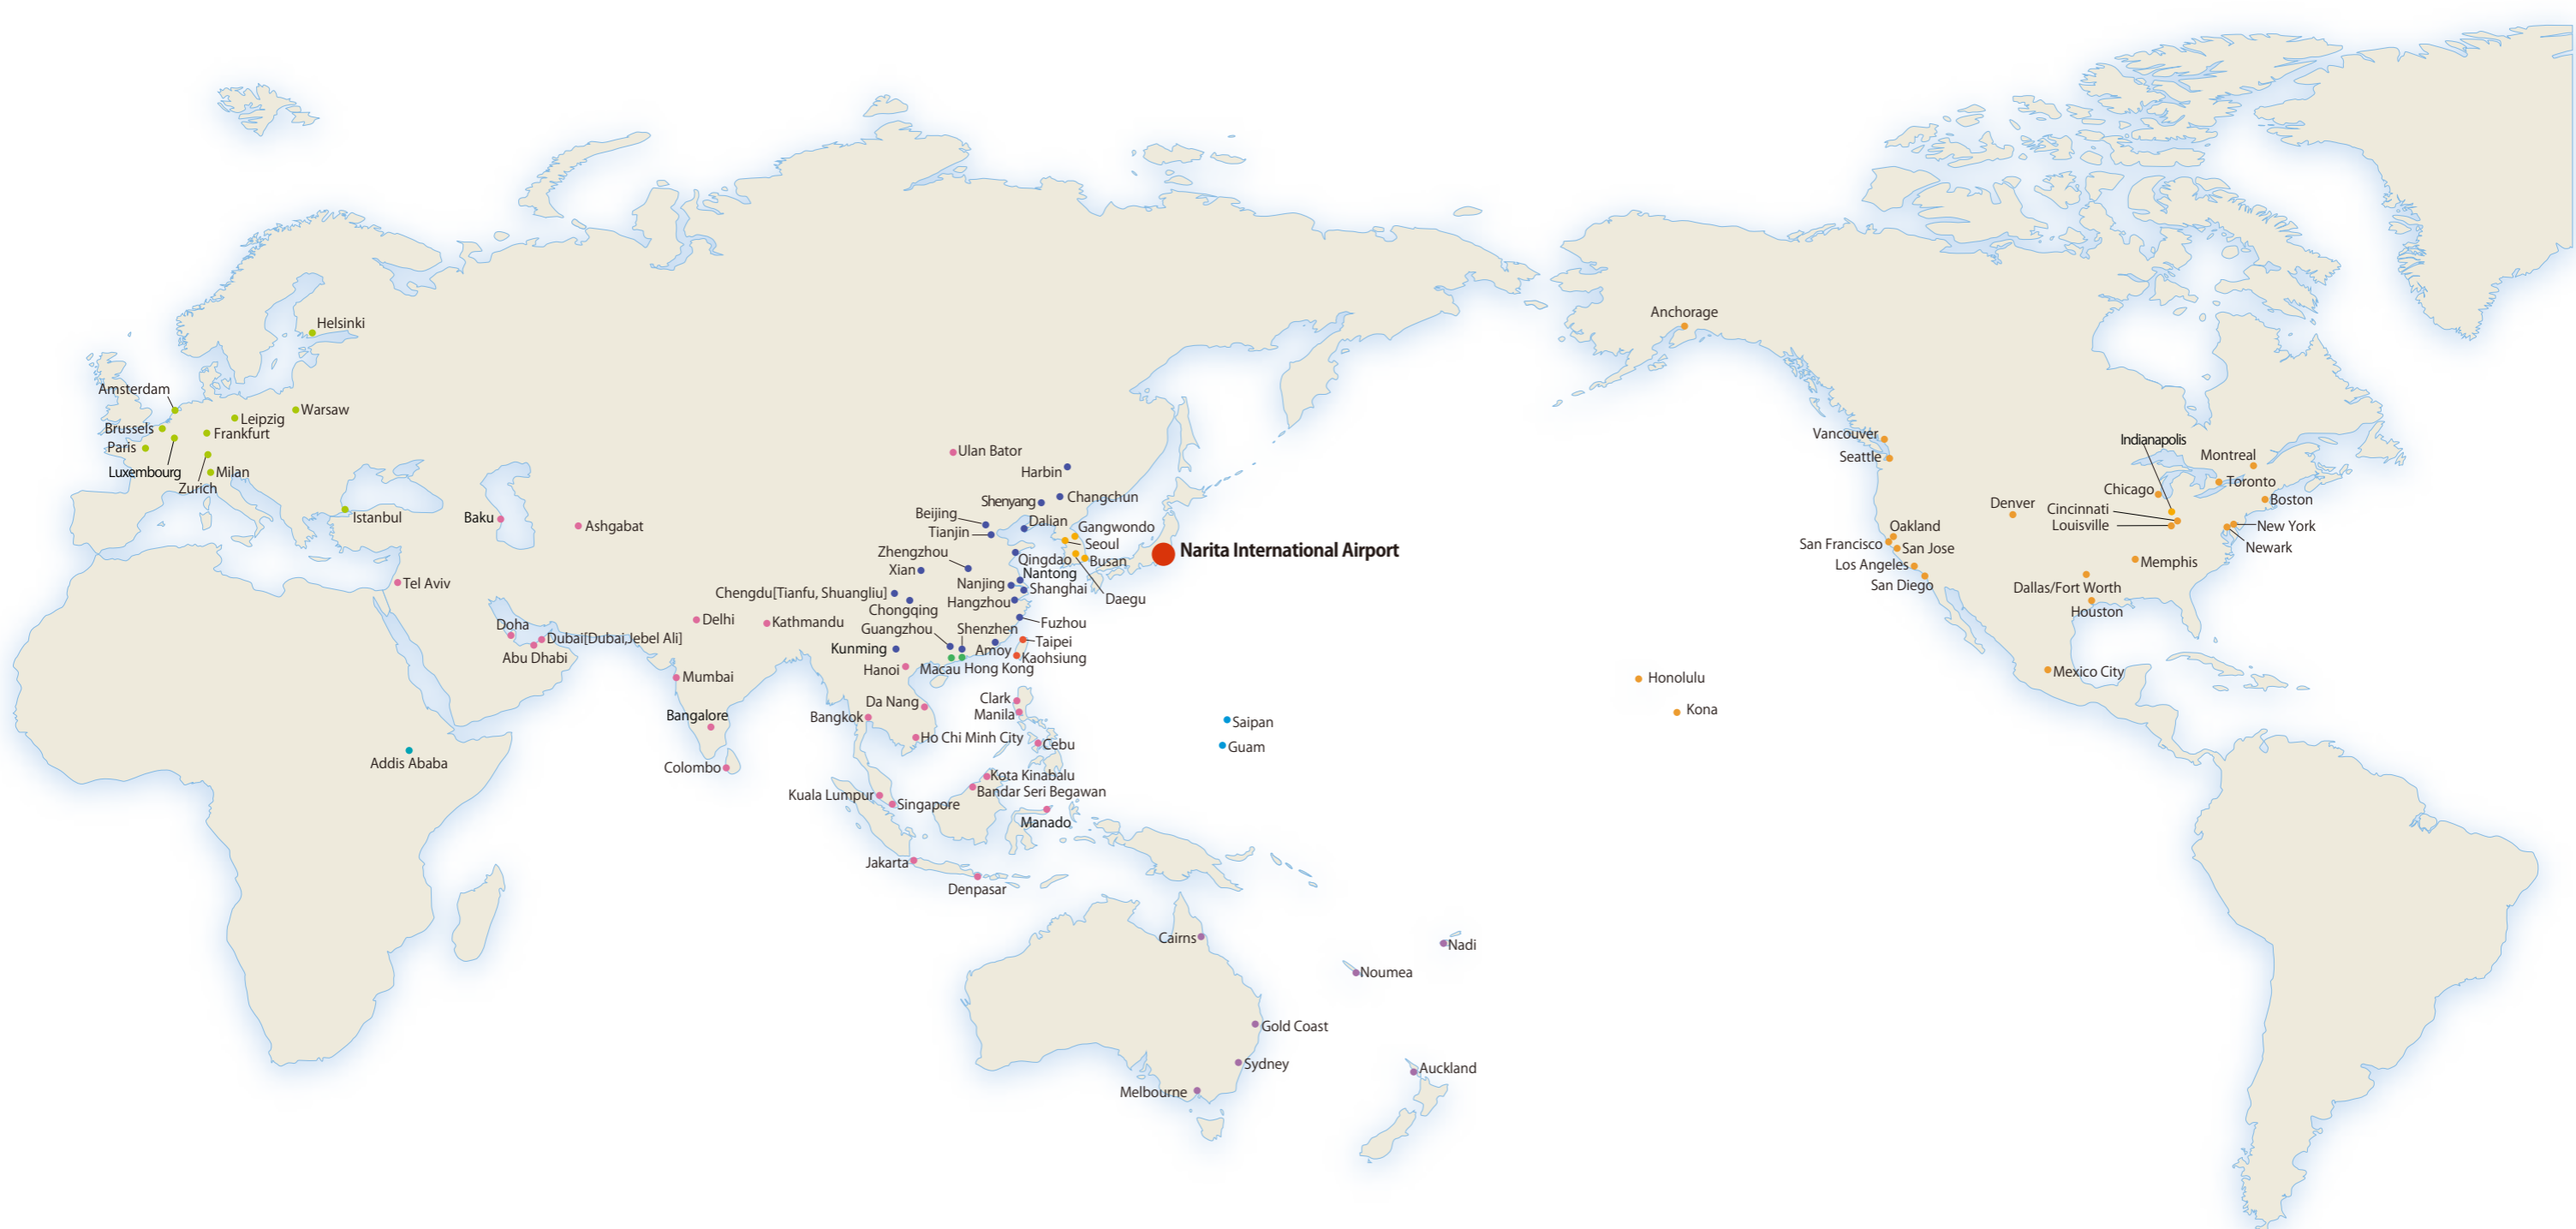 Helsinki
Amsterdam
Warsaw
Leipzig
Brussels
Frankfurt
Paris
Luxembourg
Milan
Zurich
Istanbul
Baku
Ashgabat
Tel Aviv
Doha
Dubai[Dubai,Jebel Ali]
Abu Dhabi
Addis Ababa
Delhi
Kathmandu
Mumbai
Bangalore
Colombo
Ulan Bator
Harbin
Changchun
Shenyang
Beijing
Dalian
Tianjin
Gangwondo
Seoul
Zhengzhou
Qingdao
Busan
Xian
Nantong
Nanjing
Shanghai
Chengdu[Tianfu, Shuangliu]
Hangzhou
Daegu
Chongqing
Fuzhou
Guangzhou
Shenzhen
Taipei
Kunming
Amoy
Kaohsiung
Hanoi
Macau
Hong Kong
Narita International Airport
Clark
Da Nang
Manila
Bangkok
Ho Chi Minh City
Cebu
Kota Kinabalu
Bandar Seri Begawan
Kuala Lumpur
Singapore
Manado
Jakarta
Denpasar
Saipan
Guam
Cairns
Nadi
Noumea
Gold Coast
Sydney
Auckland
Melbourne
Anchorage
Honolulu
Kona
Vancouver
Seattle
Oakland
San Francisco
San Jose
Los Angeles
San Diego
Denver
Indianapolis
Montreal
Toronto
Chicago
Boston
Cincinnati
Louisville
New York
Newark
Memphis
Dallas/Fort Worth
Houston
Mexico City